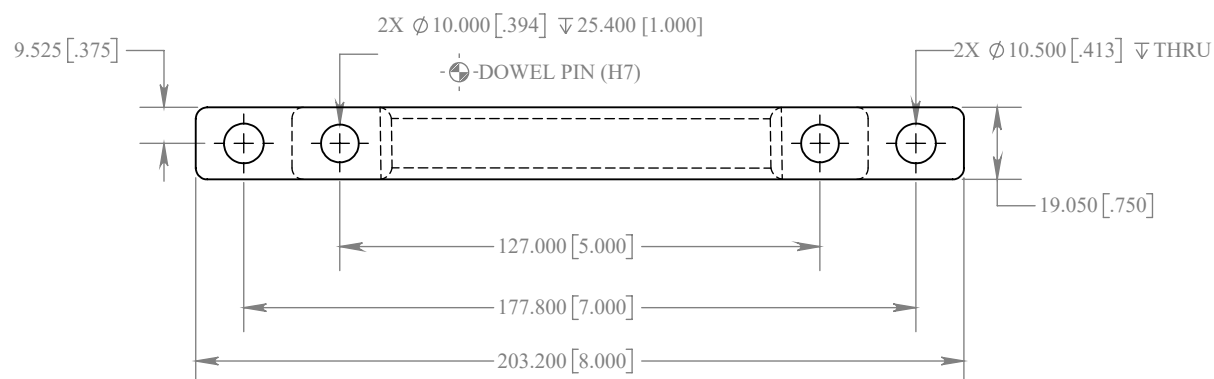 2X ⌀10.000[.394] ↧25.400 [1.000]
9.525[.375]
2X ⌀10.500[.413] ↧THRU
DOWEL PIN (H7)
19.050[.750]
127.000[5.000]
177.800[7.000]
203.200[8.000]